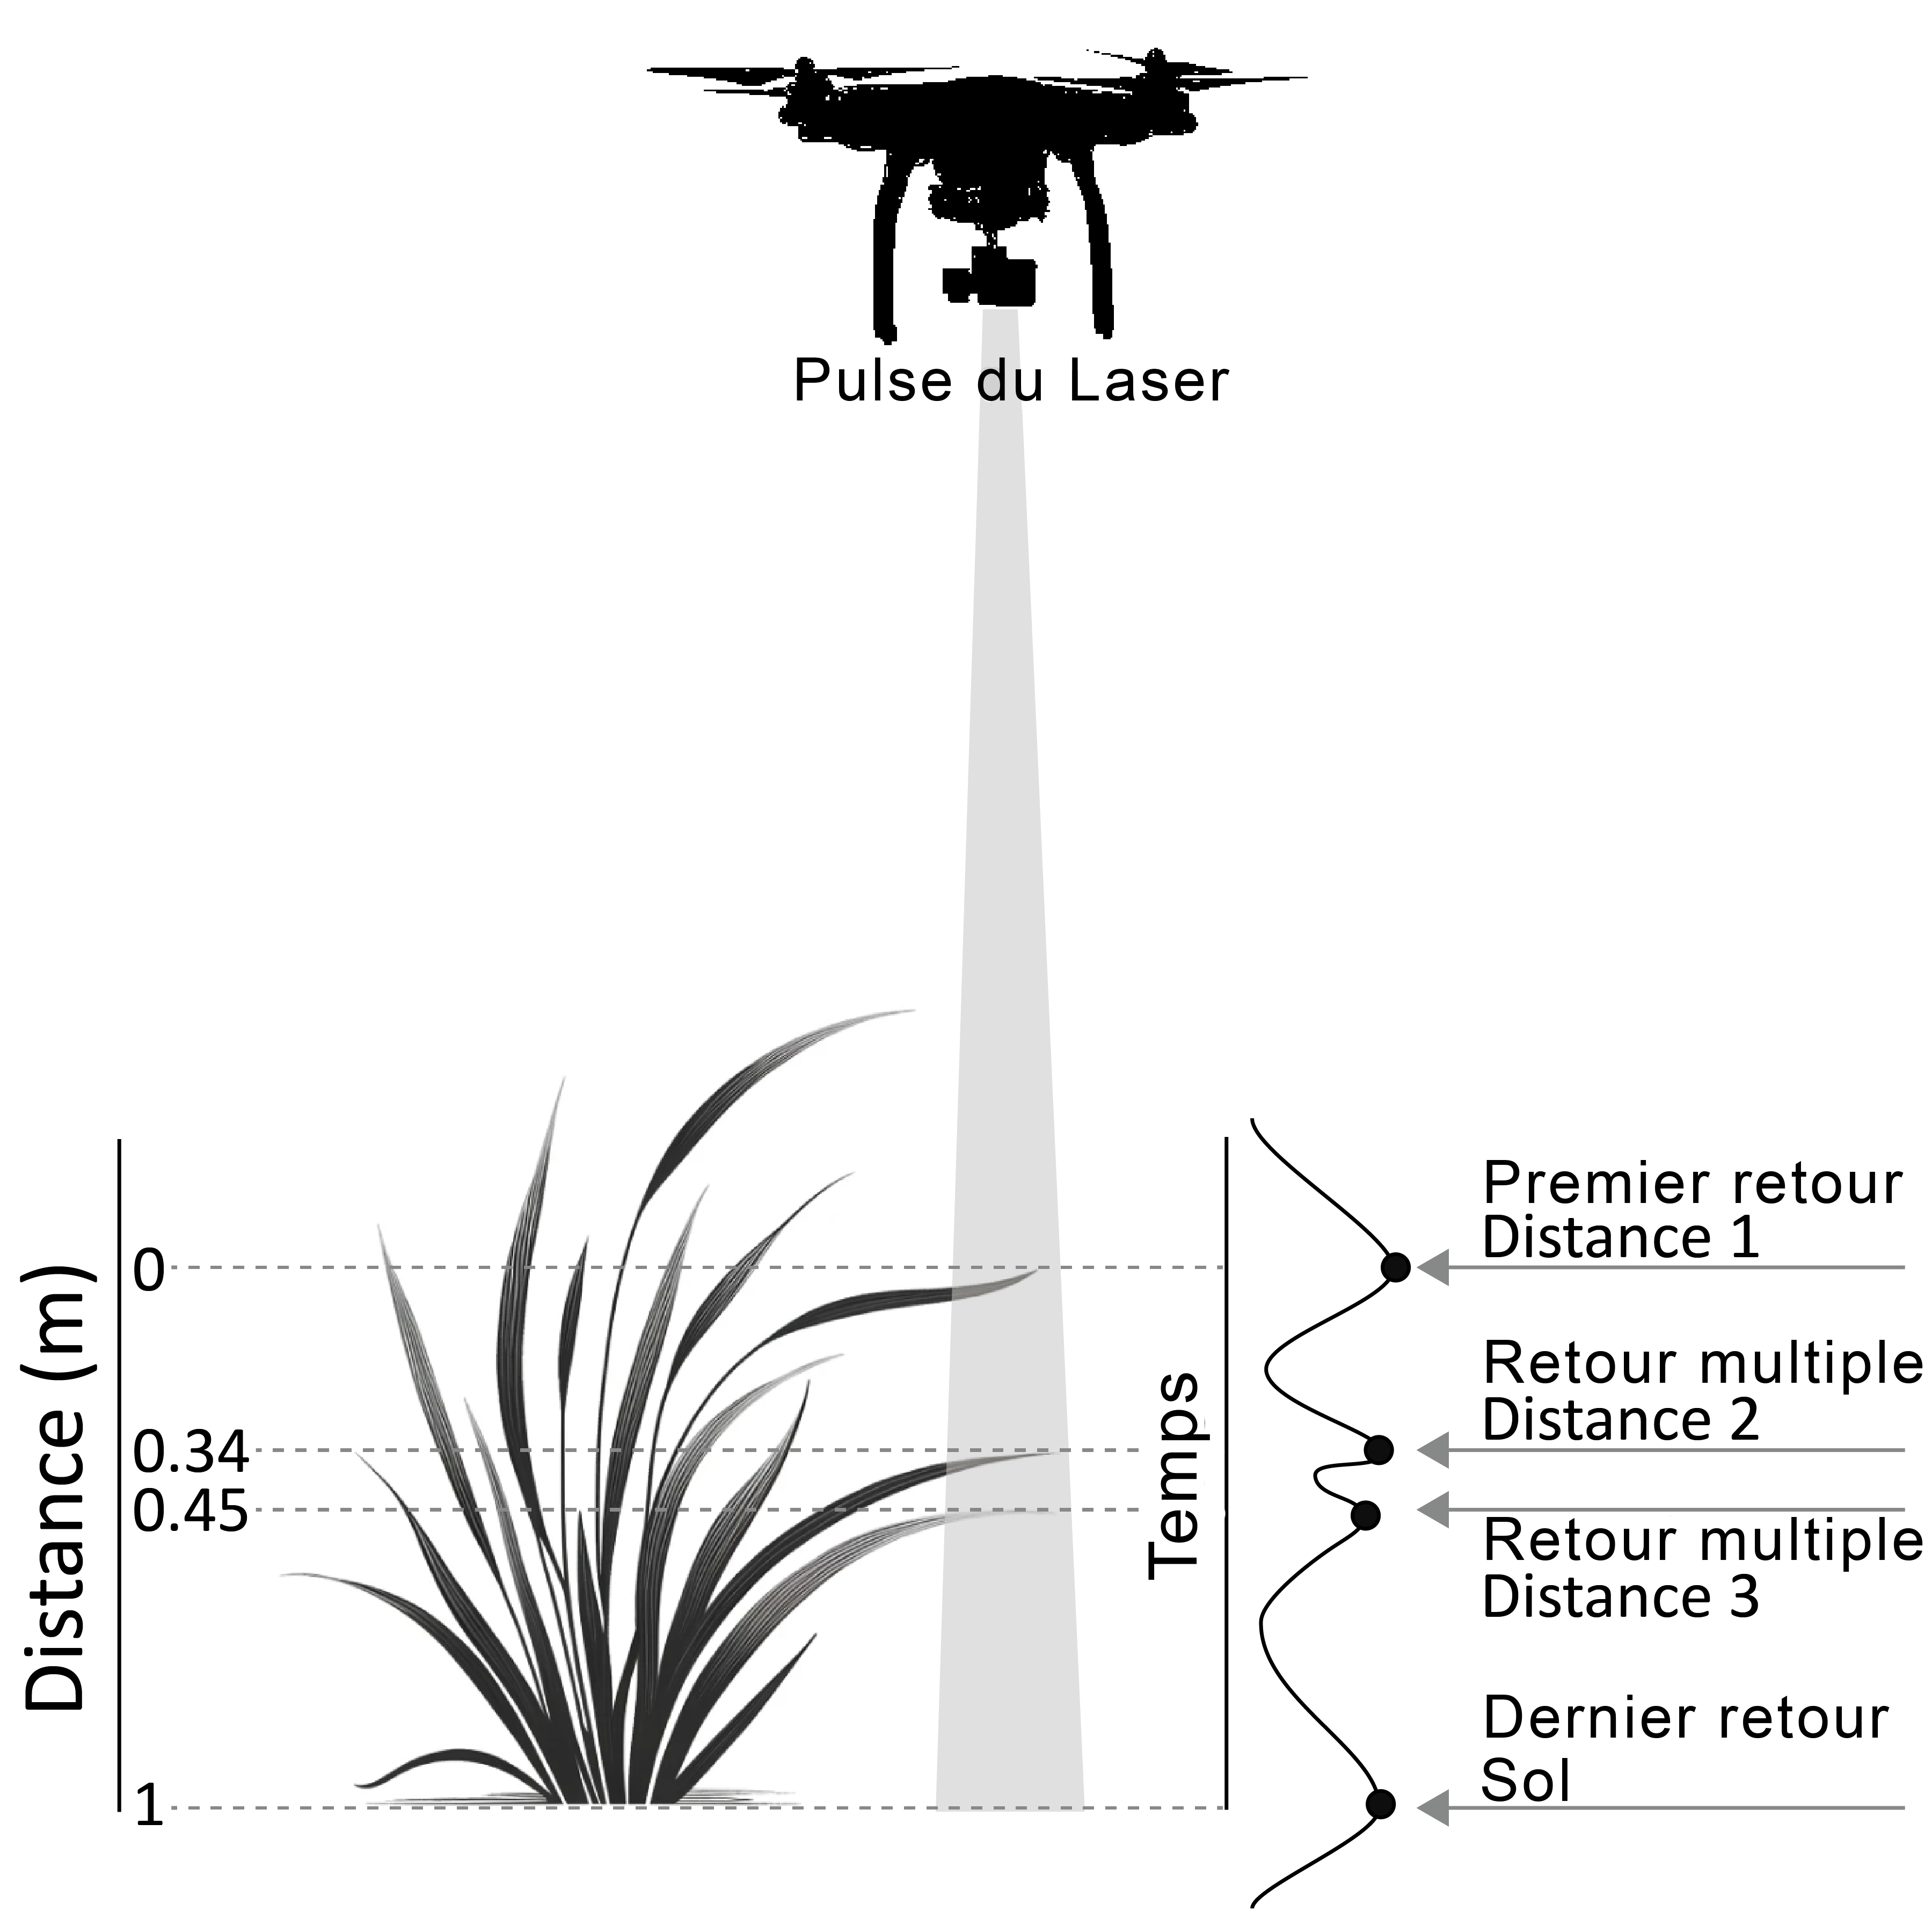 Pulse du Laser
Distance (m)
0
0.34
0.45
1
Temps
Premier retour
Distance 1
Retour multiple
Distance 2
Retour multiple
Distance 3
Dernier retour
Sol